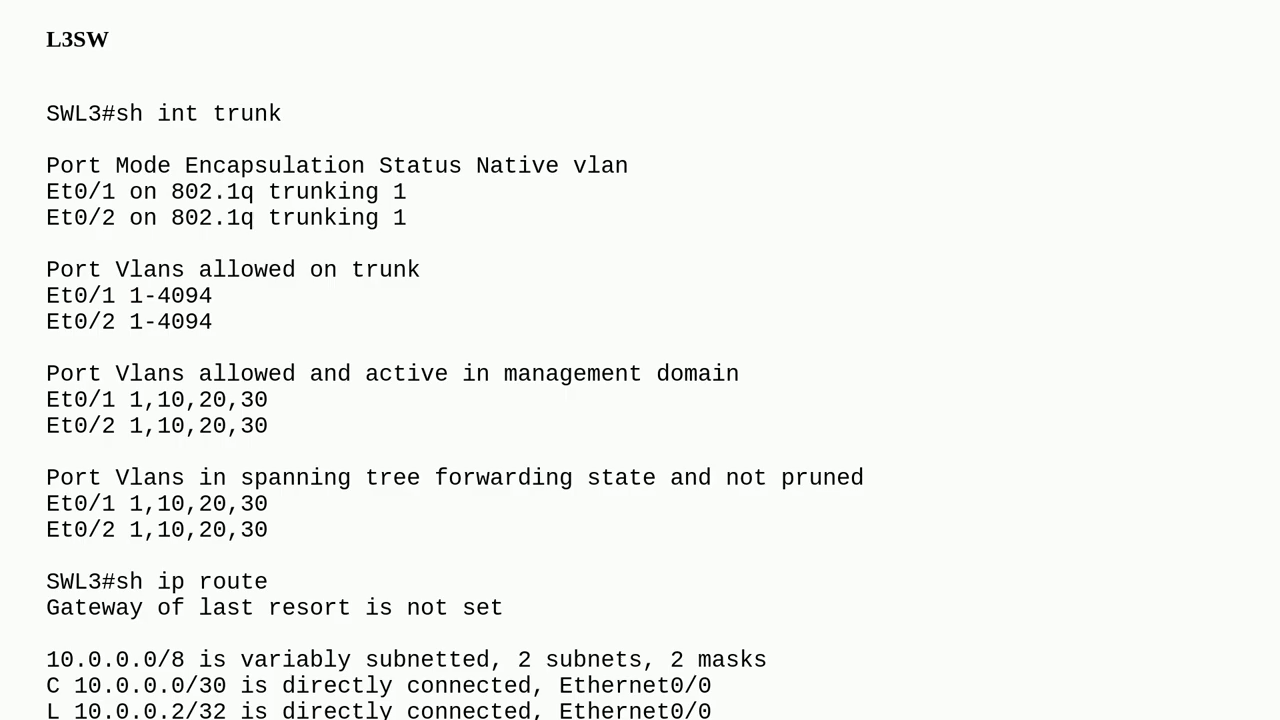 L3SW
SWL3#sh int trunk
Port Mode Encapsulation Status Native vlan
Et0/1 on 802.1q trunking 1
Et0/2 on 802.1q trunking 1
Port Vlans allowed on trunk
Et0/1 1-4094
Et0/2 1-4094
Port Vlans allowed and active in management domain
Et0/1 1,10,20,30
Et0/2 1,10,20,30
Port Vlans in spanning tree forwarding state and not pruned
Et0/1 1,10,20,30
Et0/2 1,10,20,30
SWL3#sh ip route
Gateway of last resort is not set
10.0.0.0/8 is variably subnetted, 2 subnets, 2 masks
C 10.0.0.0/30 is directly connected, Ethernet0/0
L 10.0.0.2/32 is directly connected, Ethernet0/0